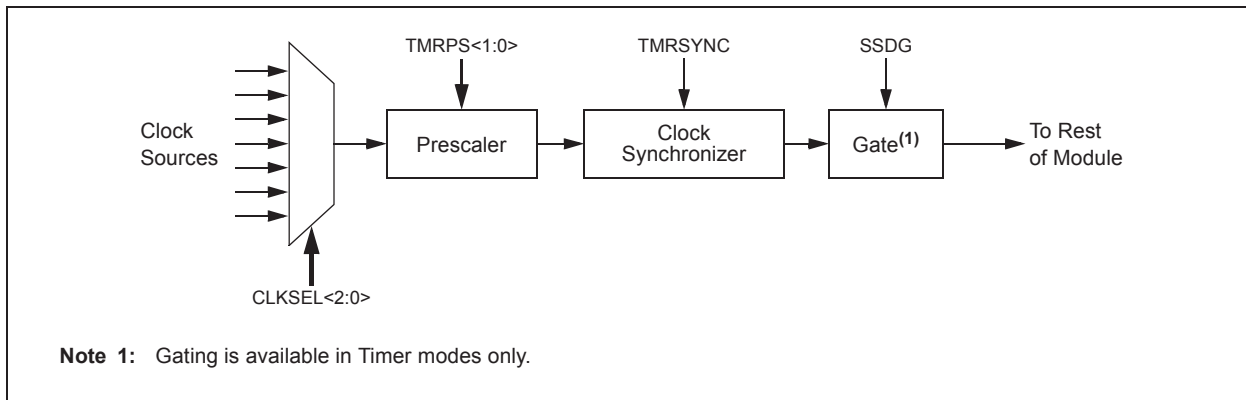 TMRPS<1:0>
TMRSYNC
SSDG
Clock
Sources
Prescaler
Clock
Synchronizer
Gate(1)
To Rest
of Module
CLKSEL<2:0>
Note 1: Gating is available in Timer modes only.